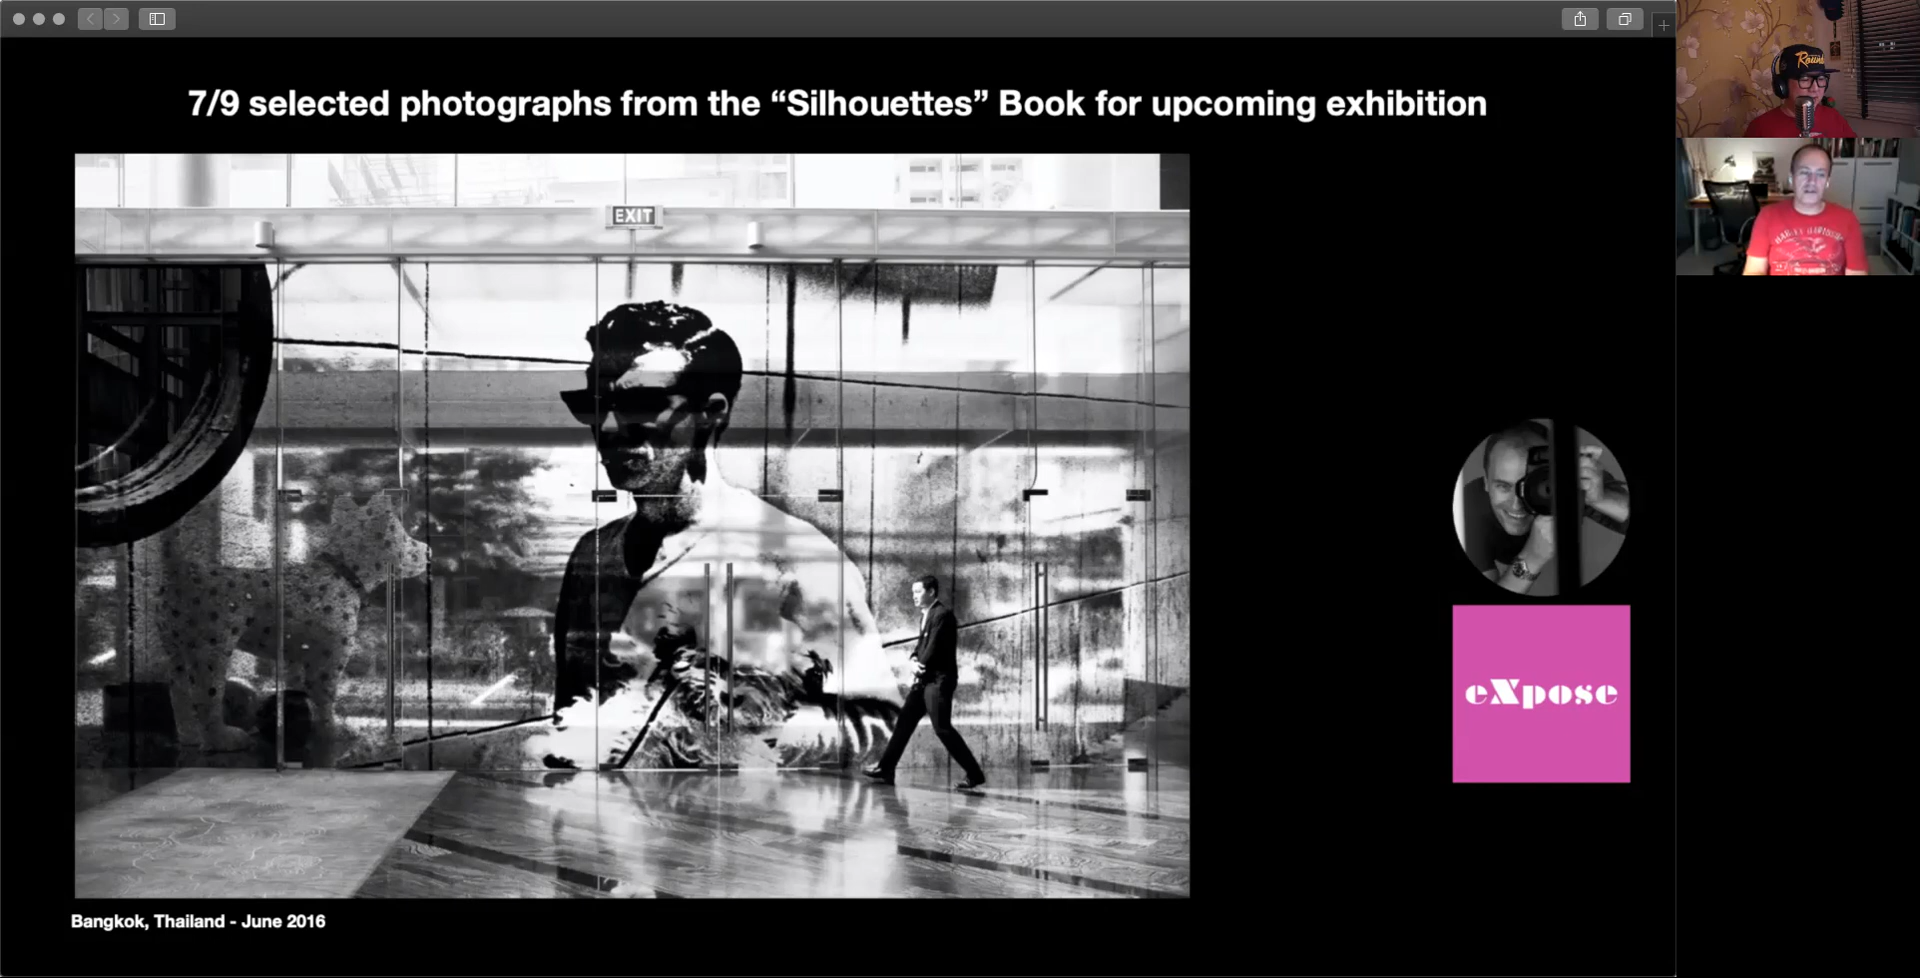 7/9 selected photographs from the “Silhouettes” Book for upcoming exhibition
EXIT
eXpose
Bangkok, Thailand - June 2016